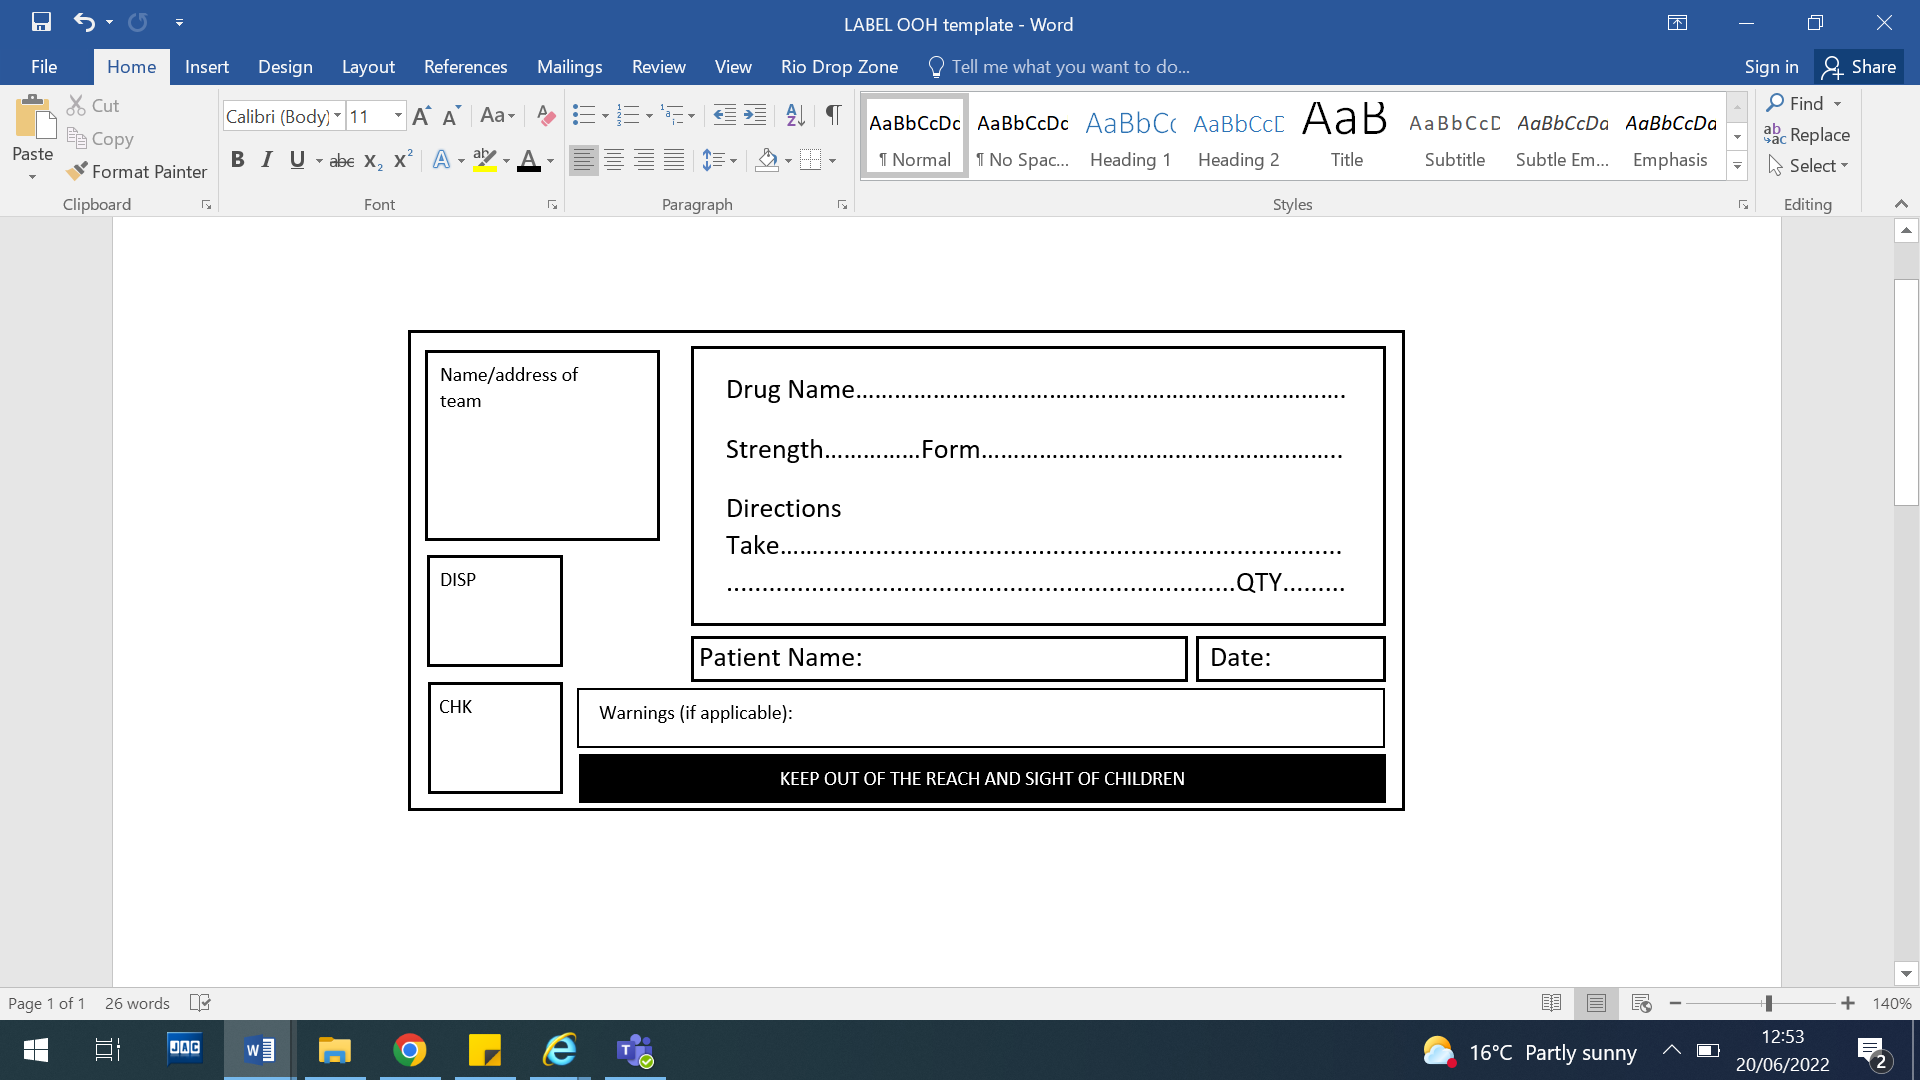 LABEL OOH template - Word
File Home Insert Design Layout References Mailings Review View Rio Drop Zone Tell me what you want to do... Sign in Share
Paste
Cut
Copy
Format Painter
Clipboard
Calibri (Body) 11
Font
Paragraph
AaBbCcDc AaBbCcDc AaBbCc AaBbCcD AaB AaBbCcD AaBbCcDd AaBbCcDd
¶ Normal ¶ No Spac... Heading 1 Heading 2 Title Subtitle Subtle Em... Emphasis
Styles
Find
Replace
Select
Editing
Name/address of
team
DISP
CHK
Drug Name…………………………………………………………………….
Strength……………Form………………………………………………..
Directions
Take…………………………………………………………………………
………………………………………………………………………QTY………
Patient Name:
Date:
Warnings (if applicable):
KEEP OUT OF THE REACH AND SIGHT OF CHILDREN
Page 1 of 1 26 words 140%
JAC
16°C Partly sunny
12:53
20/06/2022
2